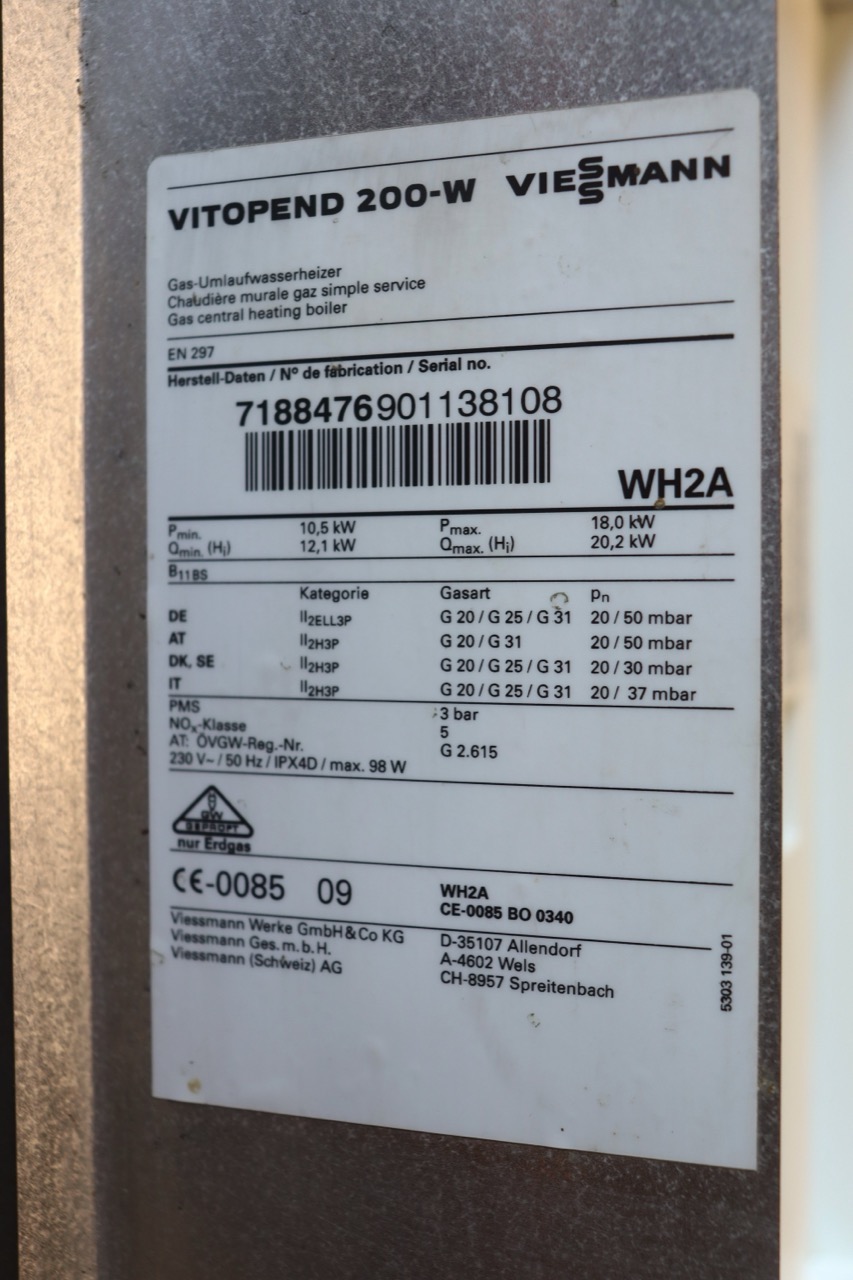 VITOPEND 200-W VIESSMANN
Gas-Umlaufwasserheizer
Chaudière murale gaz simple service
Gas central heating boiler
EN 297
Herstell-Daten / N° de fabrication / Serial no.
7188476901138108
WH2A
Pmin. 10,5 kW Pmax. 18,0 kW
Qmin. (Hi) 12,1 kW Qmax. (Hi) 20,2 kW
B11BS
Kategorie Gasart pn
DE II2ELL3P G 20 / G 25 / G 31 20 / 50 mbar
AT II2H3P G 20 / G 31 20 / 50 mbar
DK, SE II2H3P G 20 / G 25 / G 31 20 / 30 mbar
IT II2H3P G 20 / G 25 / G 31 20 / 37 mbar
PMS 3 bar
NOx-Klasse 5
AT: ÖVGW-Reg.-Nr. G 2.615
230 V~ / 50 Hz / IPX4D / max. 98 W
GW
GEPRÜFT
nur Erdgas
CE-0085 09 WH2A
CE-0085 BO 0340
Viessmann Werke GmbH & Co KG D-35107 Allendorf
Viessmann Ges. m. b. H. A-4602 Wels
Viessmann (Schweiz) AG CH-8957 Spreitenbach
5303 139-01